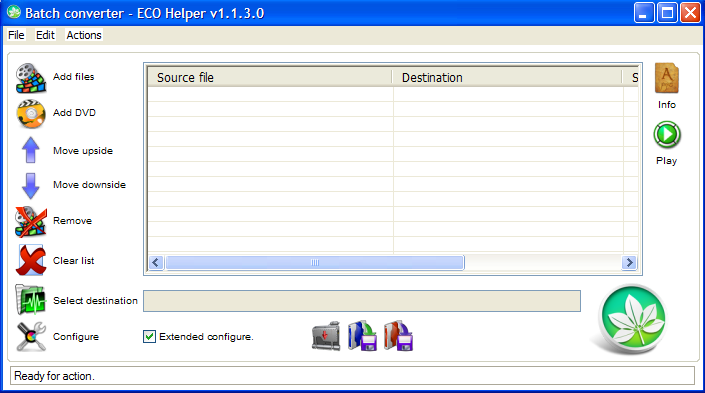 Batch converter - ECO Helper v1.1.3.0
File Edit Actions
Add files
Source file Destination S
Info
Add DVD
Play
Move upside
Move downside
Remove
Clear list
Select destination
Configure
Extended configure.
Ready for action.